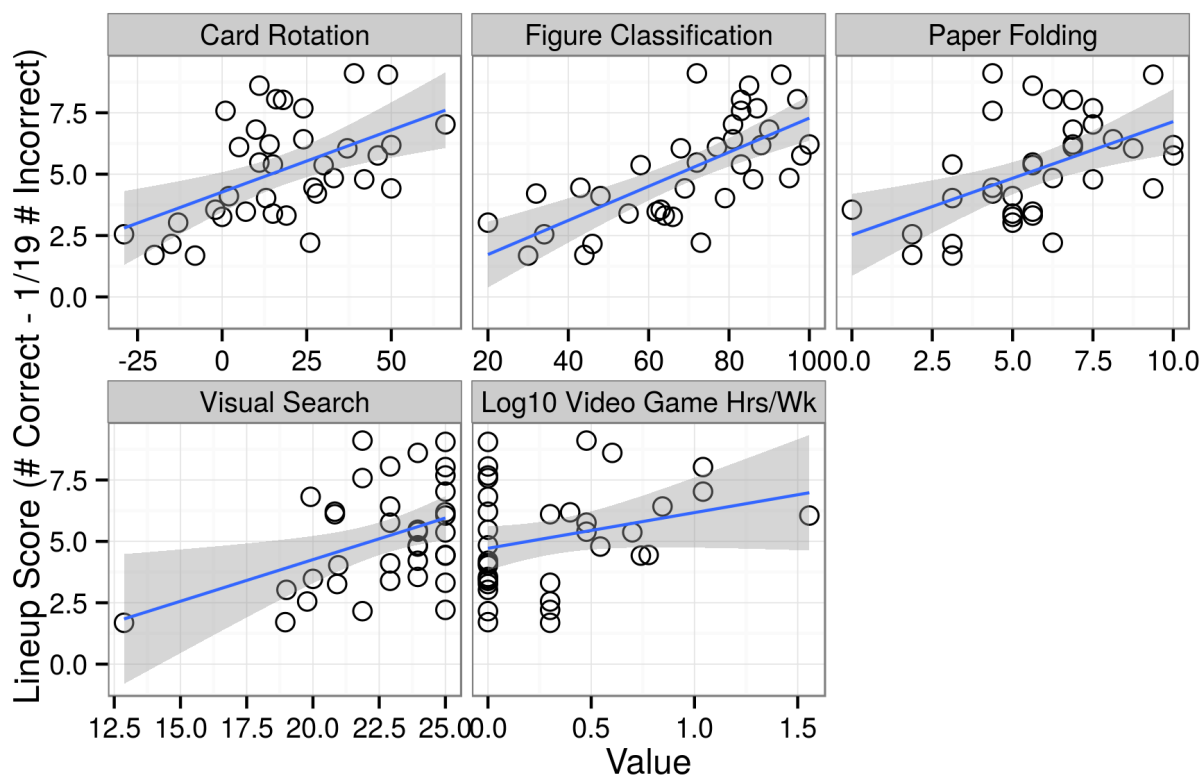 Lineup Score (# Correct - 1/19 # Incorrect)
Card Rotation
Figure Classification
Paper Folding
7.5
5.0
2.5
0.0
-25 0 25 50
20 40 60 80 100
0.0 2.5 5.0 7.5 10.0
Visual Search
Log10 Video Game Hrs/Wk
7.5
5.0
2.5
0.0
12.5 15.0 17.5 20.0 22.5 25.0
0.0 0.5 1.0 1.5
Value